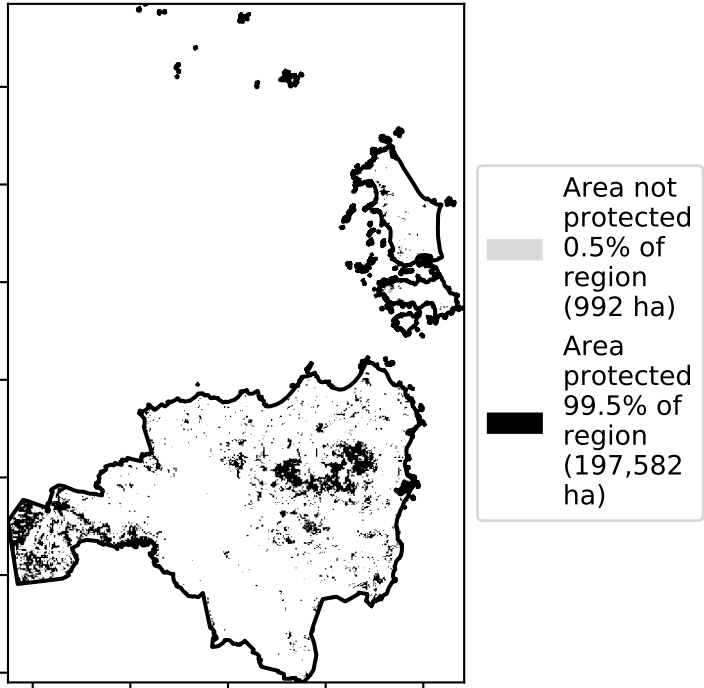 Area not
protected
0.5% of
region
(992 ha)
Area
protected
99.5% of
region
(197,582
ha)